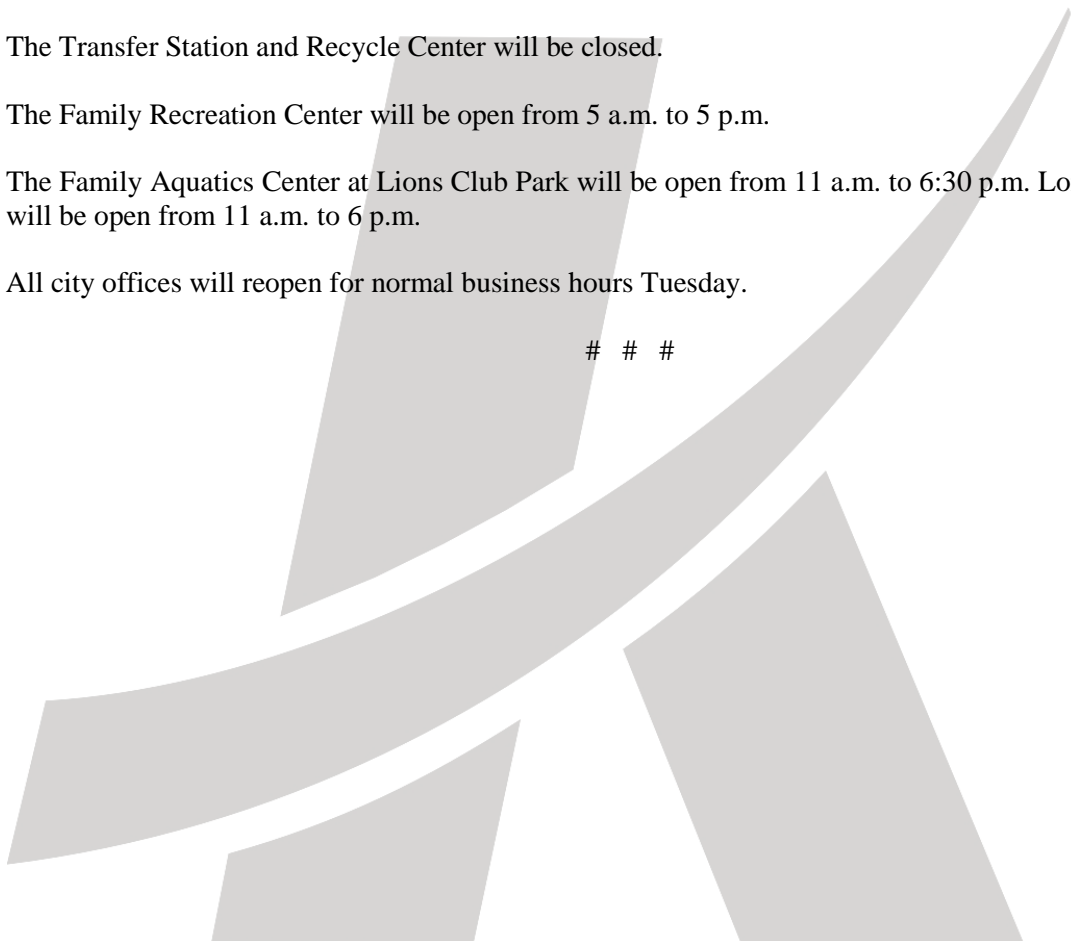 The Transfer Station and Recycle Center will be closed.
The Family Recreation Center will be open from 5 a.m. to 5 p.m.
The Family Aquatics Center at Lions Club Park will be open from 11 a.m. to 6:30 p.m. Lo
will be open from 11 a.m. to 6 p.m.
All city offices will reopen for normal business hours Tuesday.
# # #